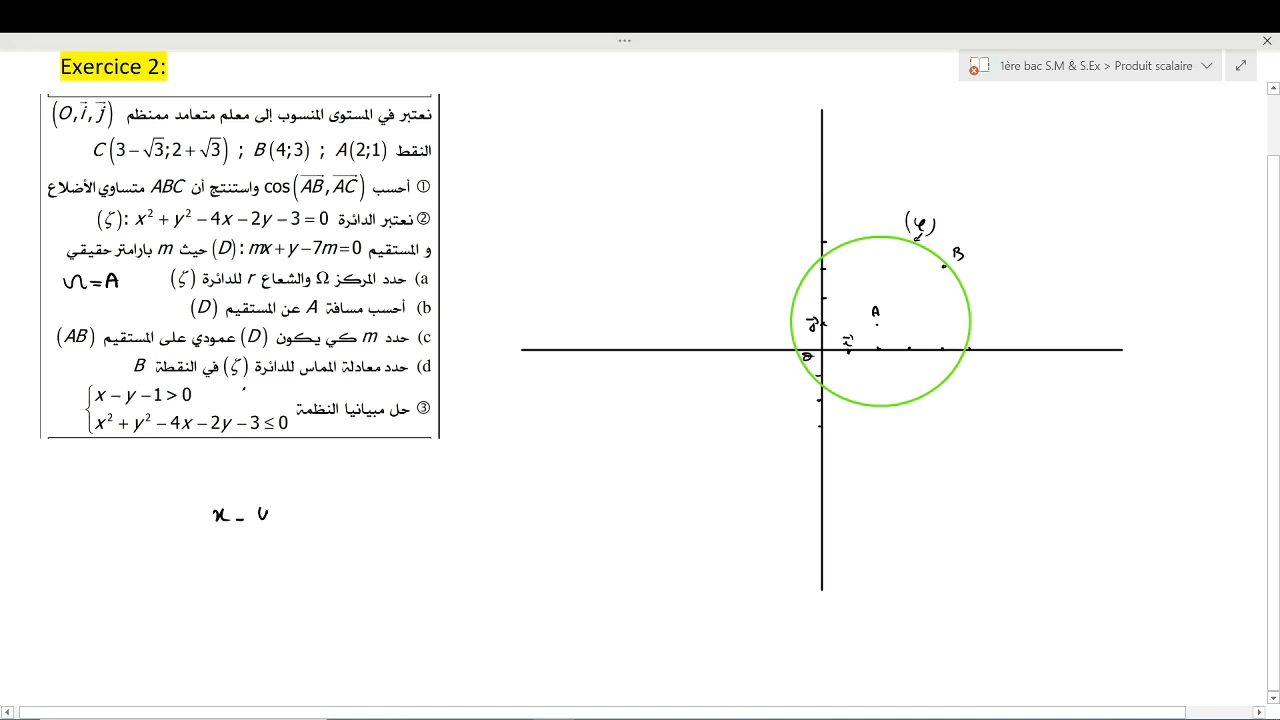 Exercice 2:
1ère bac S.M & S.Ex > Produit scalaire
نعتبر في المستوى المنسوب إلى معلم متعامد ممنظم (O, i⃗, j⃗)
النقط A(2;1) ; B(4;3) ; C(3−√3;2+√3)
① أحسب cos(AB⃗, AC⃗) واستنتج أن ABC متساوي الأضلاع
② نعتبر الدائرة (ζ): x² + y² − 4x − 2y − 3 = 0
و المستقيم (D): mx + y − 7m = 0 حيث m بارامتر حقيقي
a) حدد المركز Ω والشعاع r للدائرة (ζ)
Ω = A
b) أحسب مسافة A عن المستقيم (D)
c) حدد m كي يكون (D) عمودي على المستقيم (AB)
d) حدد معادلة المماس للدائرة (ζ) في النقطة B
③ حل مبيانيا النظمة { x − y − 1 > 0
x² + y² − 4x − 2y − 3 ≤ 0
x -
B
A